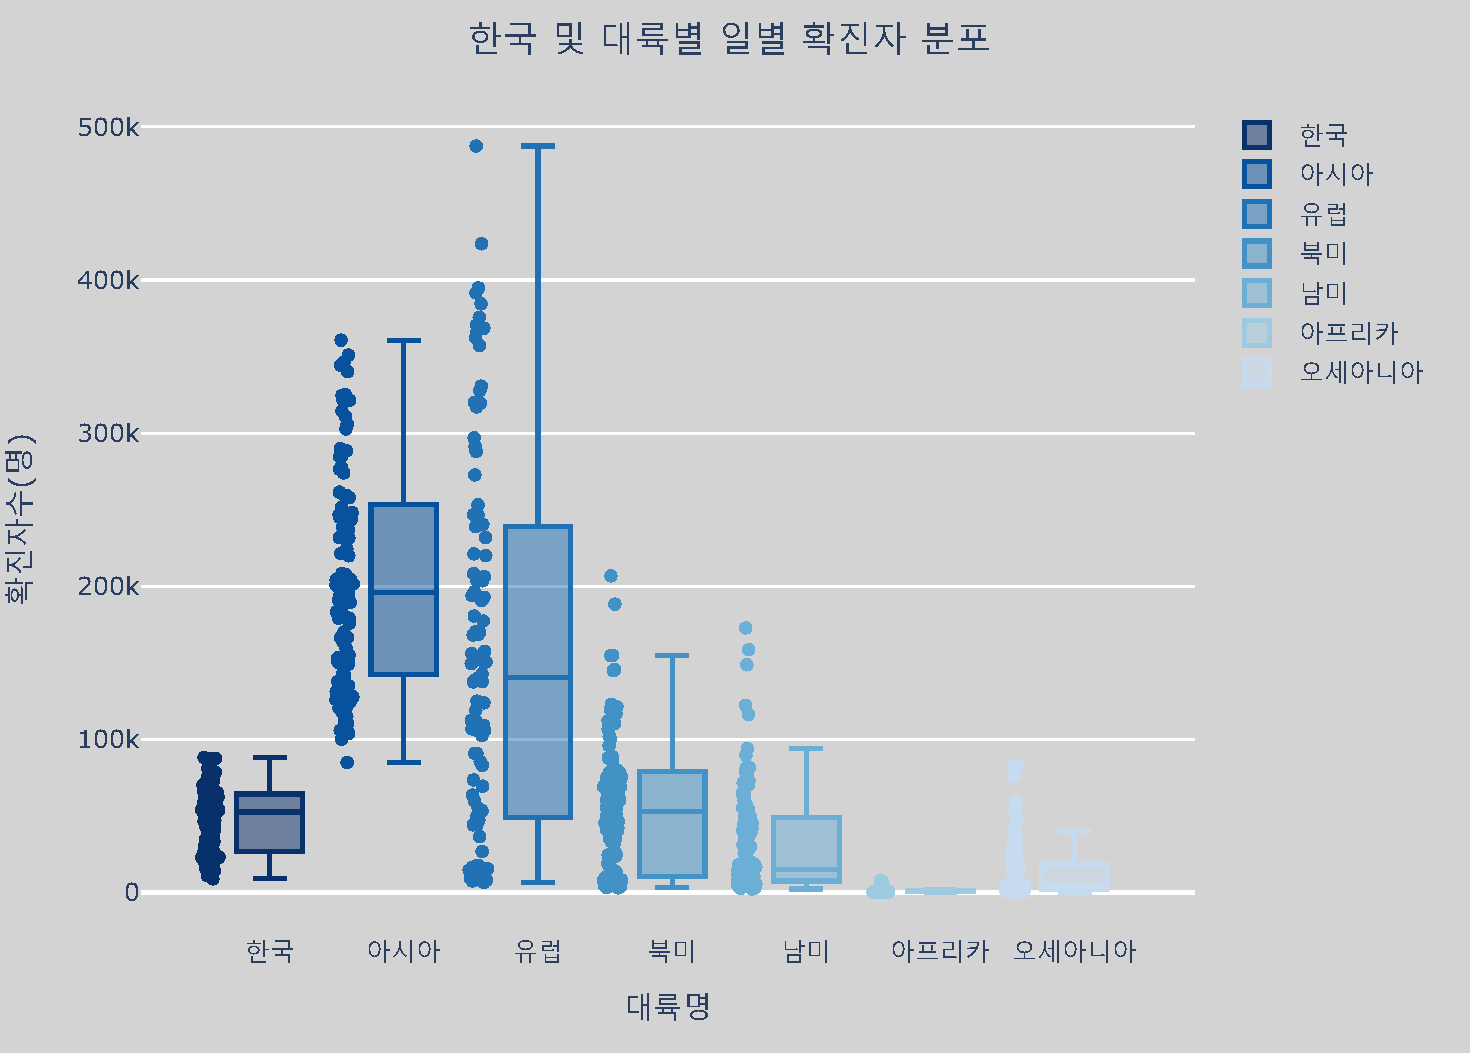 한국 및 대륙별 일별 확진자 분포
500k
400k
300k
200k
100k
0
확진자수(명)
한국
아시아
유럽
북미
남미
아프리카
오세아니아
대륙명
한국
아시아
유럽
북미
남미
아프리카
오세아니아